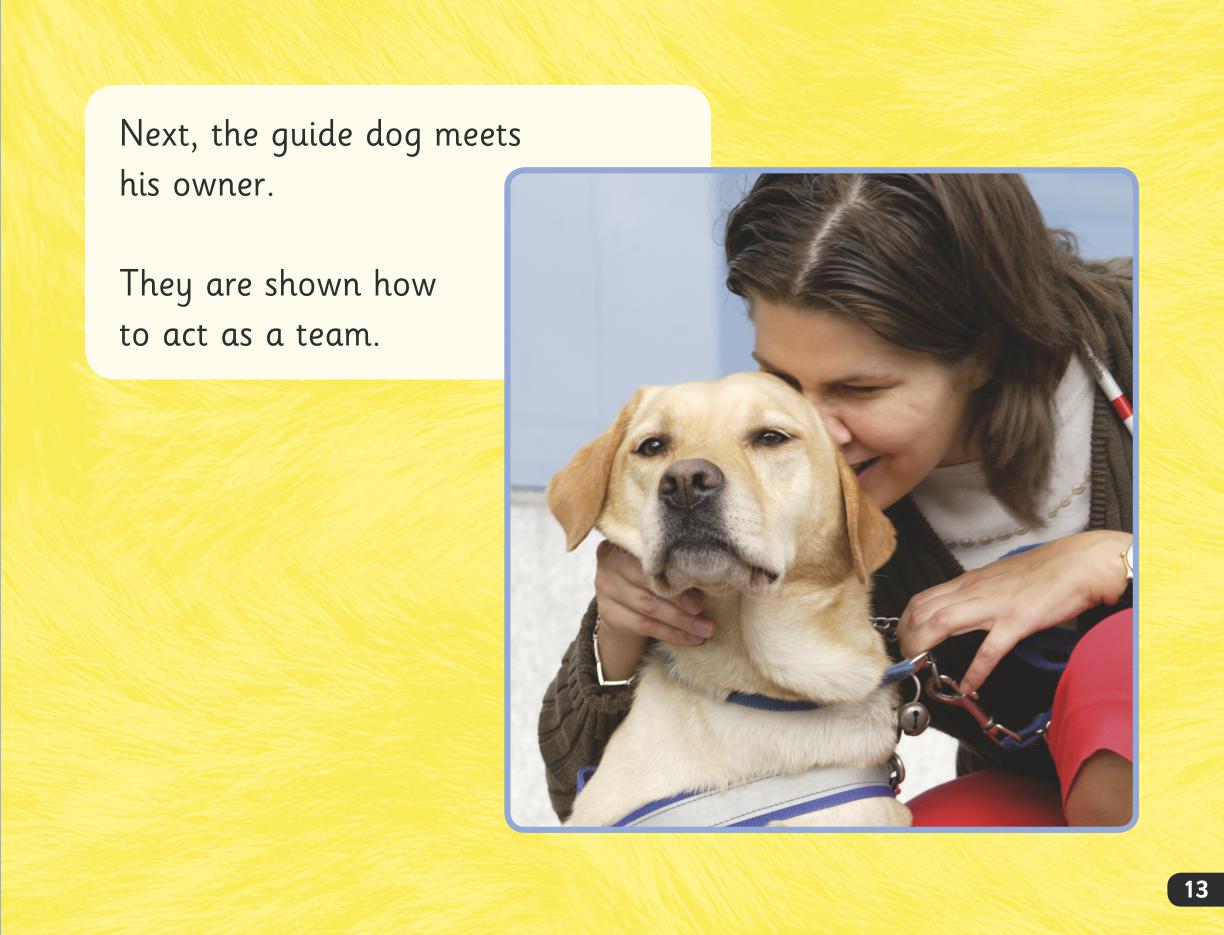 Next, the guide dog meets
his owner.
They are shown how
to act as a team.
13